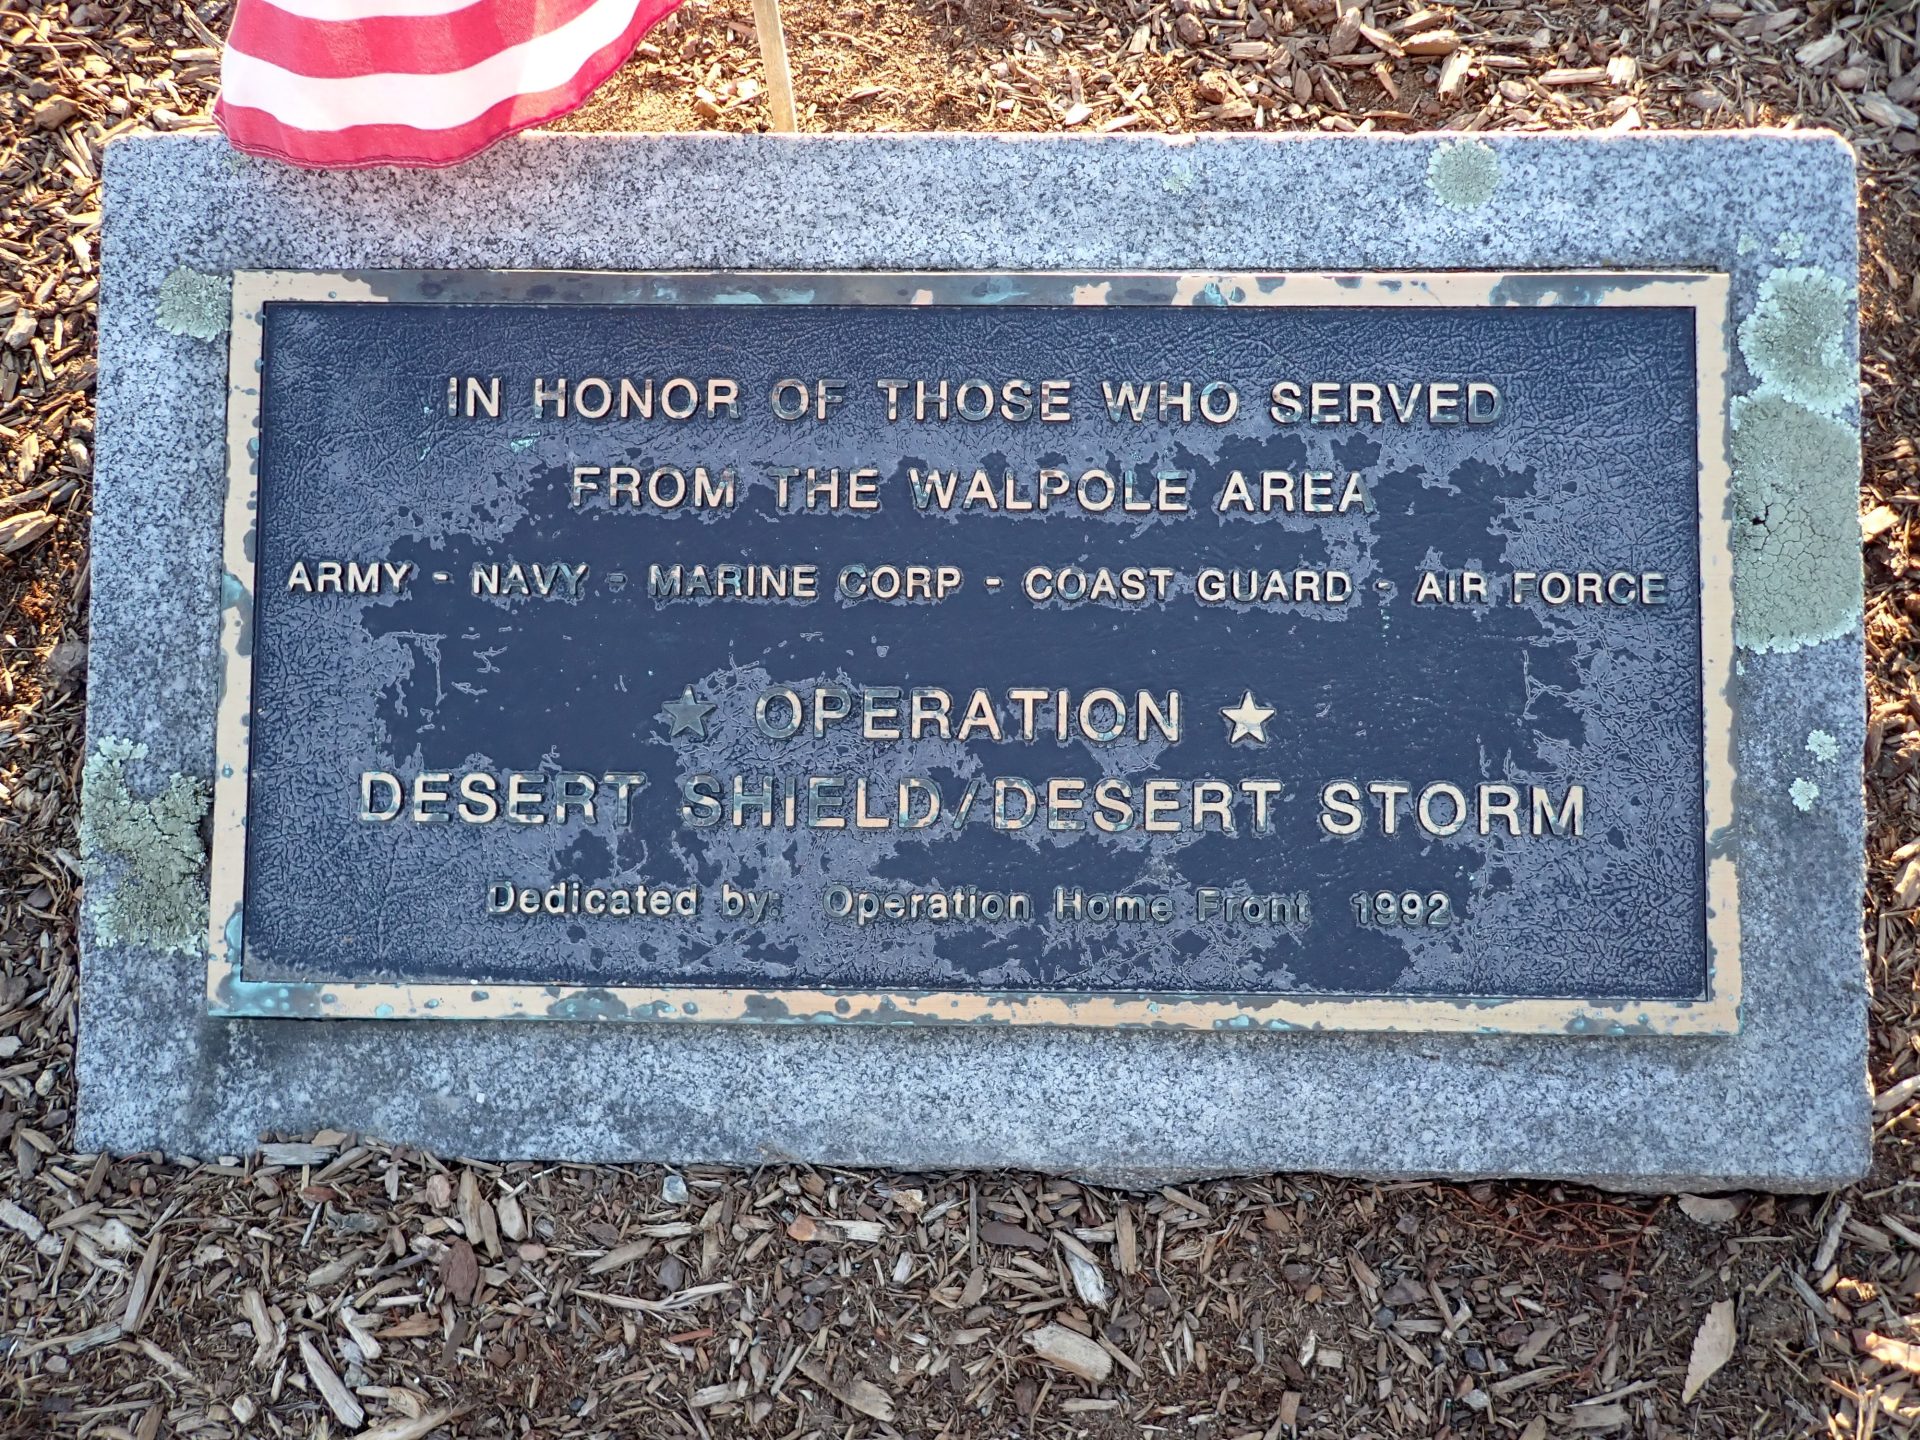 IN HONOR OF THOSE WHO SERVED
FROM THE WALPOLE AREA
ARMY - NAVY - MARINE CORP - COAST GUARD - AIR FORCE
★ OPERATION ★
DESERT SHIELD/DESERT STORM
Dedicated by: Operation Home Front 1992